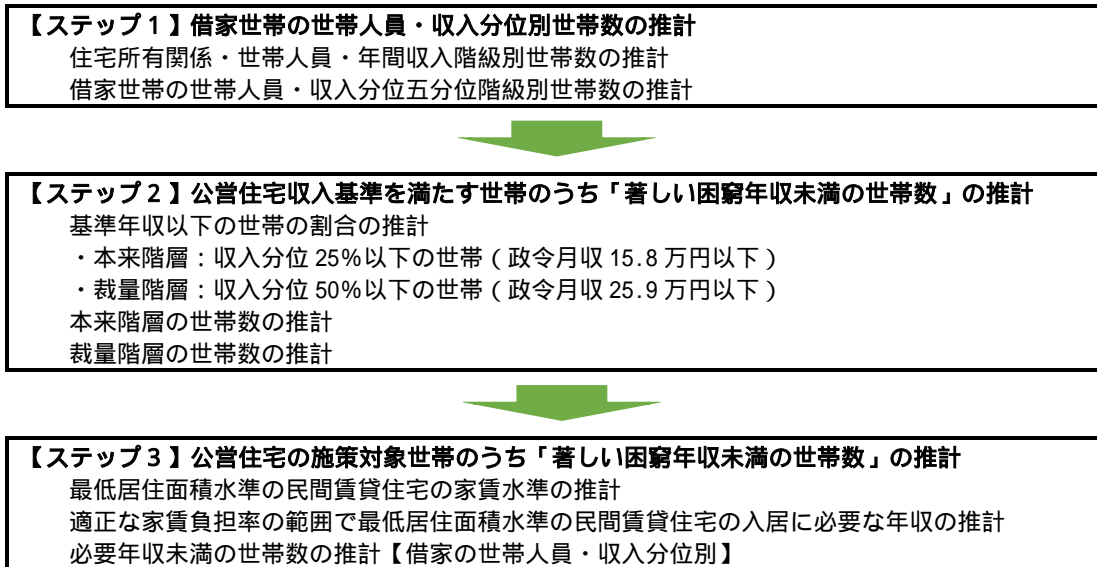 【ステップ1】借家世帯の世帯人員・収入分位別世帯数の推計
住宅所有関係・世帯人員・年間収入階級別世帯数の推計
借家世帯の世帯人員・収入分位五分位階級別世帯数の推計
【ステップ2】公営住宅収入基準を満たす世帯のうち「著しい困窮年収未満の世帯数」の推計
基準年収以下の世帯の割合の推計
・本来階層：収入分位 25%以下の世帯（政令月収 15.8 万円以下）
・裁量階層：収入分位 50%以下の世帯（政令月収 25.9 万円以下）
本来階層の世帯数の推計
裁量階層の世帯数の推計
【ステップ3】公営住宅の施策対象世帯のうち「著しい困窮年収未満の世帯数」の推計
最低居住面積水準の民間賃貸住宅の家賃水準の推計
適正な家賃負担率の範囲で最低居住面積水準の民間賃貸住宅の入居に必要な年収の推計
必要年収未満の世帯数の推計【借家の世帯人員・収入分位別】